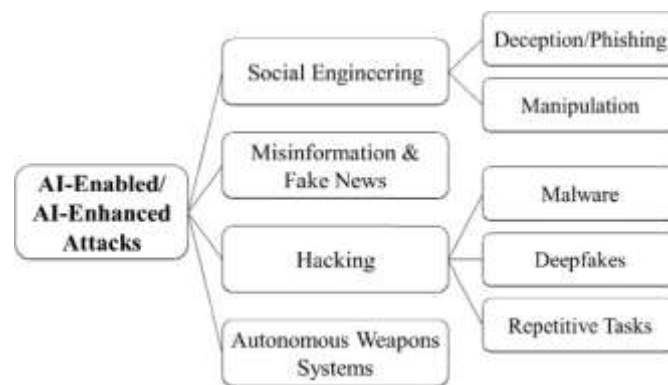 Deception/Phishing
Social Engineering
Manipulation
Misinformation &
Fake News
AI-Enabled/
AI-Enhanced
Attacks
Malware
Hacking
Deepfakes
Repetitive Tasks
Autonomous Weapons
Systems